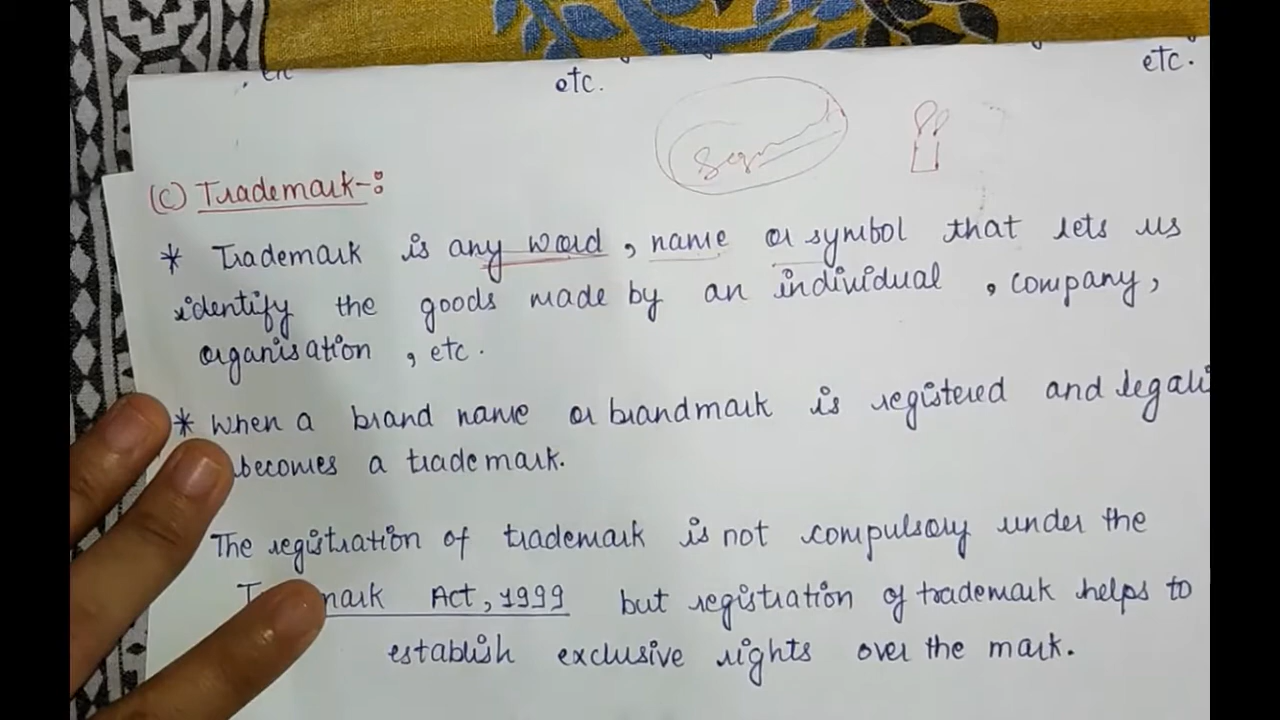 etc. etc.
(C) Trademark-:
* Trademark is any word, name or symbol that lets us
identify the goods made by an individual, company,
organisation, etc.
* When a brand name or brandmark is registered and legali
becomes a trademark.
The registration of trademark is not compulsory under the
mark Act, 1999 but registration of trademark helps to
establish exclusive rights over the mark.